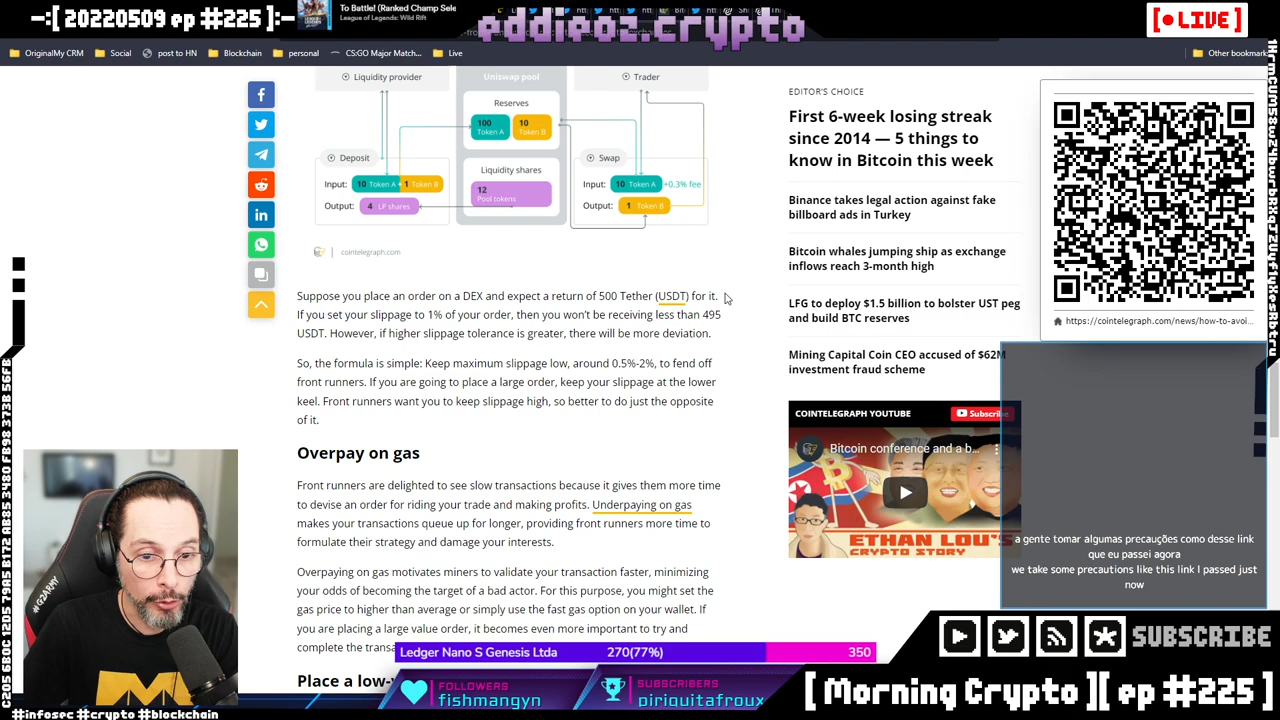 -:[ 20220509 ep #225 ]:-
To Battle! (Ranked Champ Sele
League of Legends: Wild Rift
eddieoz.crypto
[ LIVE ]
OriginalMy CRM
Social
post to HN
Blockchain
personal
CS:GO Major Match...
Live
Other bookmark
Liquidity provider
Uniswap pool
Trader
Reserves
100
Token A
10
Token B
Deposit
Input:
10 Token A + 1 Token B
Output:
4 LP shares
Liquidity shares
12
Pool tokens
Swap
Input:
10 Token A
+0.3% fee
Output:
1 Token B
cointelegraph.com
Suppose you place an order on a DEX and expect a return of 500 Tether (USDT) for it.
If you set your slippage to 1% of your order, then you won't be receiving less than 495
USDT. However, if higher slippage tolerance is greater, there will be more deviation.
So, the formula is simple: Keep maximum slippage low, around 0.5%-2%, to fend off
front runners. If you are going to place a large order, keep your slippage at the lower
keel. Front runners want you to keep slippage high, so better to do just the opposite
of it.
Overpay on gas
Front runners are delighted to see slow transactions because it gives them more time
to devise an order for riding your trade and making profits. Underpaying on gas
makes your transactions queue up for longer, providing front runners more time to
formulate their strategy and damage your interests.
Overpaying on gas motivates miners to validate your transaction faster, minimizing
your odds of becoming the target of a bad actor. For this purpose, you might set the
gas price to higher than average or simply use the fast gas option on your wallet. If
you are placing a large value order, it becomes even more important to try and
complete the transa
Place a low-
EDITOR'S CHOICE
First 6-week losing streak
since 2014 — 5 things to
know in Bitcoin this week
Binance takes legal action against fake
billboard ads in Turkey
Bitcoin whales jumping ship as exchange
inflows reach 3-month high
LFG to deploy $1.5 billion to bolster UST peg
and build BTC reserves
Mining Capital Coin CEO accused of $62M
investment fraud scheme
COINTELEGRAPH YOUTUBE
Subscribe
Bitcoin conference and a b...
ETHAN LOU'S
CRYPTO STORY
https://cointelegraph.com/news/how-to-avoi...
a gente tomar algumas precauções como desse link
que eu passei agora
we take some precautions like this link I passed just
now
#G2ARMY
Ledger Nano S Genesis Ltda
270(77%)
350
FOLLOWERS
fishmangyn
SUBSCRIBERS
piriguitafroux
SUBSCRIBE
[ Morning Crypto ][ ep #225 ]
#infosec #crypto #blockchain